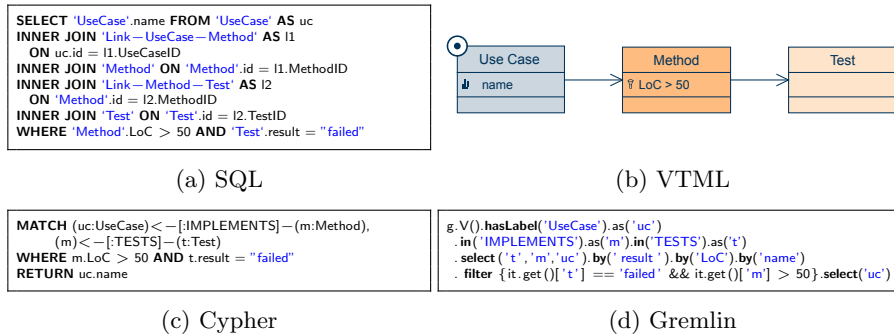 SELECT ‘UseCase‘.name FROM ‘UseCase‘ AS uc
INNER JOIN ‘Link−UseCase−Method‘ AS l1
ON uc.id = l1.UseCaseID
INNER JOIN ‘Method‘ ON ‘Method‘.id = l1.MethodID
INNER JOIN ‘Link−Method−Test‘ AS l2
ON ‘Method‘.id = l2.MethodID
INNER JOIN ‘Test‘ ON ‘Test‘.id = l2.TestID
WHERE ‘Method‘.LoC > 50 AND ‘Test‘.result = "failed"
(a) SQL
Use Case
name
Method
LoC > 50
Test
(b) VTML
MATCH (uc:UseCase)<−[:IMPLEMENTS]−(m:Method),
(m)<−[:TESTS]−(t:Test)
WHERE m.LoC > 50 AND t.result = "failed"
RETURN uc.name
(c) Cypher
g.V().hasLabel('UseCase').as('uc')
.in('IMPLEMENTS').as('m').in('TESTS').as('t')
.select('t','m','uc').by('result').by('LoC').by('name')
.filter {it.get()['t'] == 'failed' && it.get()['m'] > 50}.select('uc')
(d) Gremlin